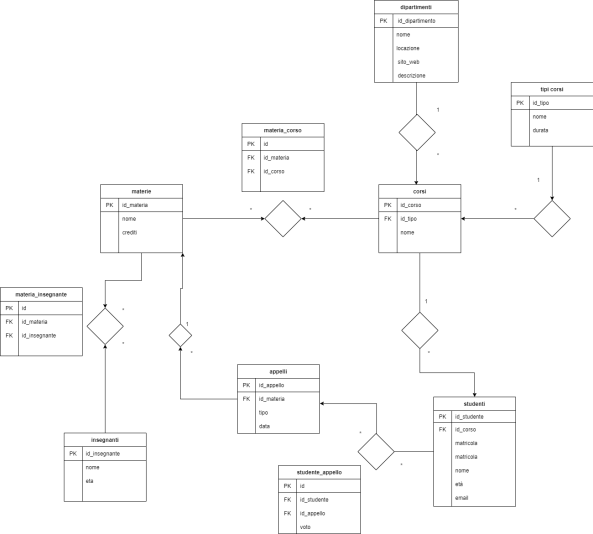 dipartimenti
PK id_dipartimento
nome
locazione
sito_web
descrizione
tipi corsi
PK id_tipo
nome
durata
1
*
materia_corso
PK id
FK id_materia
FK id_corso
1
*
materie
PK id_materia
nome
crediti
*
*
corsi
PK id_corso
FK id_tipo
nome
materia_insegnante
PK id
FK id_materia
FK id_insegnante
*
*
1
*
1
*
appelli
PK id_appello
FK id_materia
tipo
data
studenti
PK id_studente
FK id_corso
matricola
matricola
nome
età
email
insegnanti
PK id_insegnante
nome
eta
*
*
studente_appello
PK id
FK id_studente
FK id_appello
voto